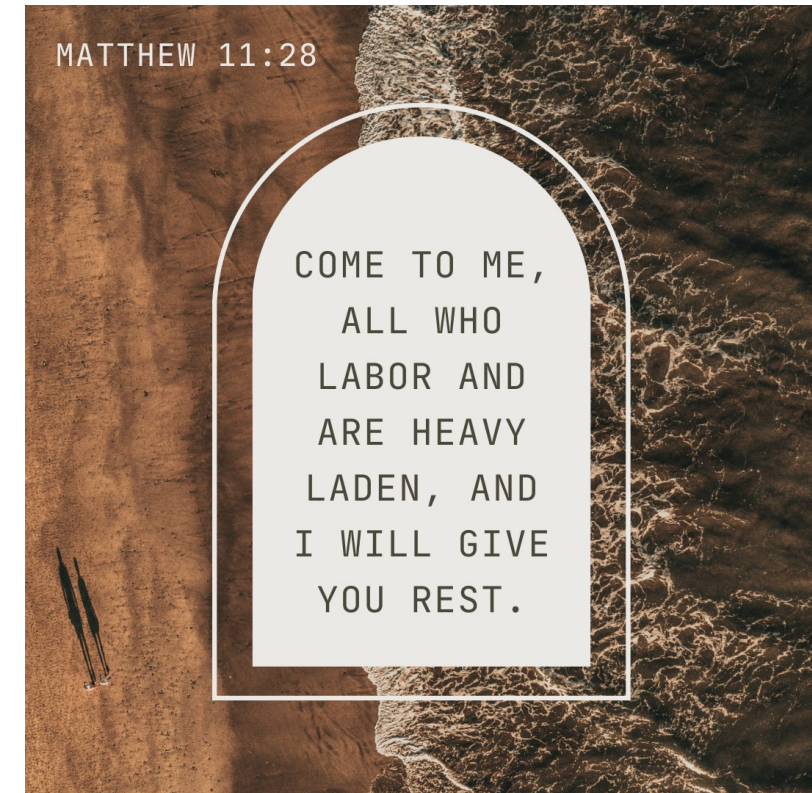 MATTHEW 11:28
COME TO ME,
ALL WHO
LABOR AND
ARE HEAVY
LADEN, AND
I WILL GIVE
YOU REST.